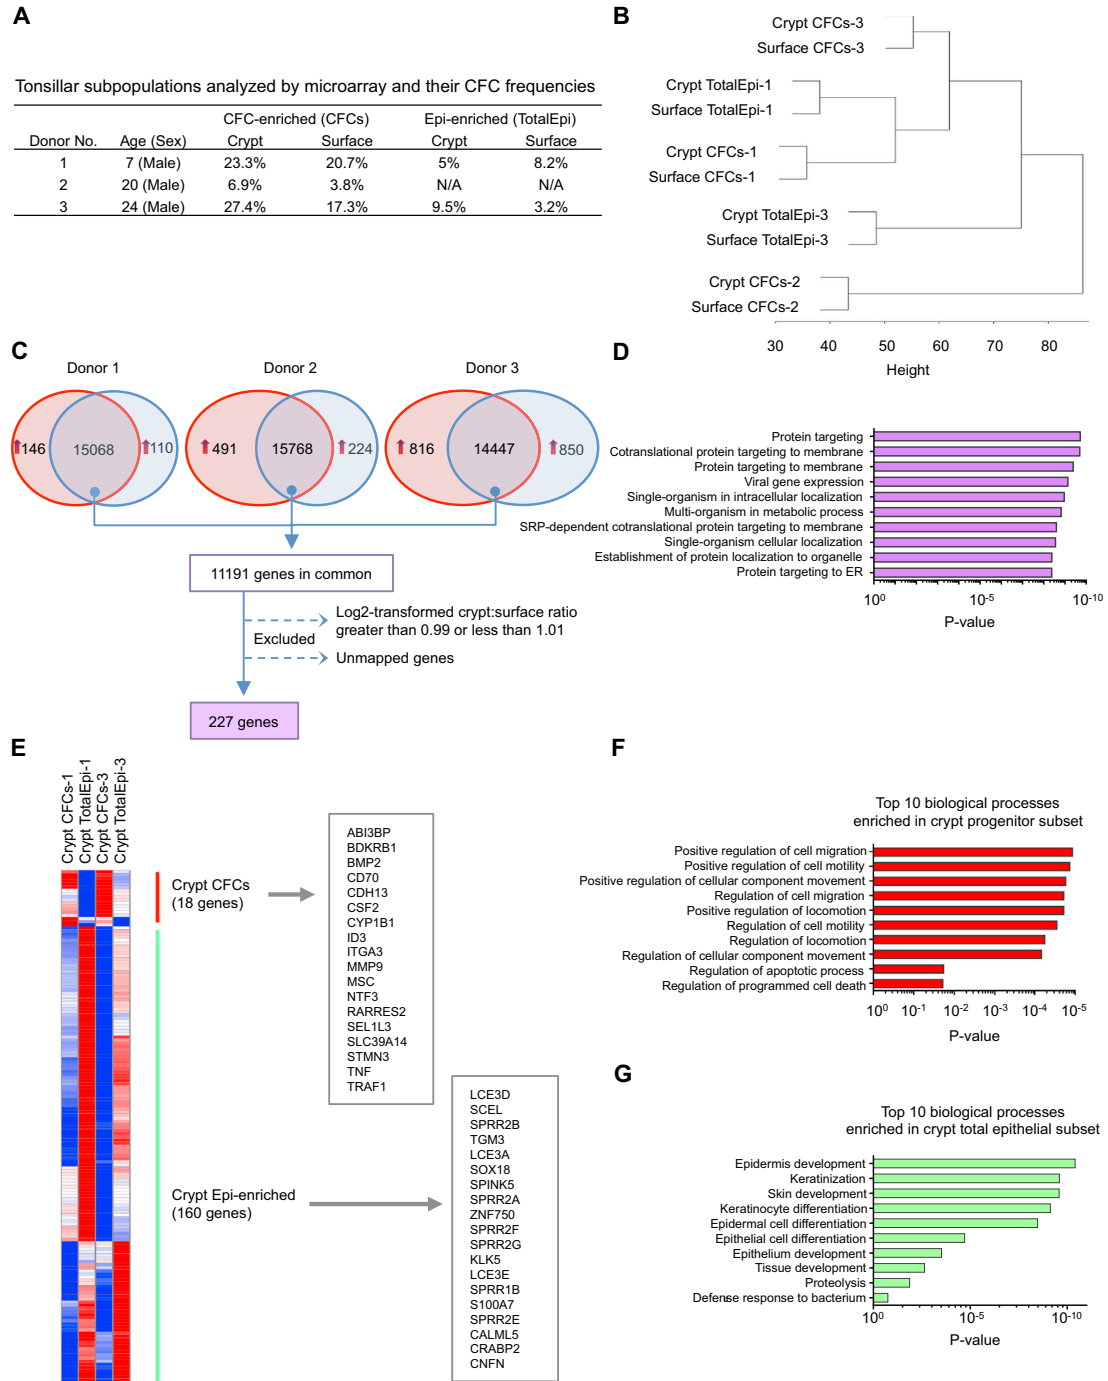 A
Tonsillar subpopulations analyzed by microarray and their CFC frequencies
CFC-enriched (CFCs) Epi-enriched (TotalEpi)
Donor No. Age (Sex) Crypt Surface Crypt Surface
1 7 (Male) 23.3% 20.7% 5% 8.2%
2 20 (Male) 6.9% 3.8% N/A N/A
3 24 (Male) 27.4% 17.3% 9.5% 3.2%
B
Crypt CFCs-3
Surface CFCs-3
Crypt TotalEpi-1
Surface TotalEpi-1
Crypt CFCs-1
Surface CFCs-1
Crypt TotalEpi-3
Surface TotalEpi-3
Crypt CFCs-2
Surface CFCs-2
30 40 50 60 70 80
Height
C
Donor 1 Donor 2 Donor 3
146 15068 110 491 15768 224 816 14447 850
11191 genes in common
Log2-transformed crypt:surface ratio
greater than 0.99 or less than 1.01
Excluded
Unmapped genes
227 genes
D
Protein targeting
Cotranslational protein targeting to membrane
Protein targeting to membrane
Viral gene expression
Single-organism in intracellular localization
Multi-organism in metabolic process
SRP-dependent cotranslational protein targeting to membrane
Single-organism cellular localization
Establishment of protein localization to organelle
Protein targeting to ER
10^0 10^-5 10^-10
P-value
E
Crypt CFCs-1
Crypt TotalEpi-1
Crypt CFCs-3
Crypt TotalEpi-3
Crypt CFCs
(18 genes)
ABI3BP
BDKRB1
BMP2
CD70
CDH13
CSF2
CYP1B1
ID3
ITGA3
MMP9
MSC
NTF3
RARRES2
SEL1L3
SLC39A14
STMN3
TNF
TRAF1
Crypt Epi-enriched
(160 genes)
LCE3D
SCEL
SPRR2B
TGM3
LCE3A
SOX18
SPINK5
SPRR2A
ZNF750
SPRR2F
SPRR2G
KLK5
LCE3E
SPRR1B
S100A7
SPRR2E
CALML5
CRABP2
CNFN
F
Top 10 biological processes
enriched in crypt progenitor subset
Positive regulation of cell migration
Positive regulation of cell motility
Positive regulation of cellular component movement
Regulation of cell migration
Positive regulation of locomotion
Regulation of cell motility
Regulation of locomotion
Regulation of cellular component movement
Regulation of apoptotic process
Regulation of programmed cell death
10^0 10^-1 10^-2 10^-3 10^-4 10^-5
P-value
G
Top 10 biological processes
enriched in crypt total epithelial subset
Epidermis development
Keratinization
Skin development
Keratinocyte differentiation
Epidermal cell differentiation
Epithelial cell differentiation
Epithelium development
Tissue development
Proteolysis
Defense response to bacterium
10^0 10^-5 10^-10
P-value